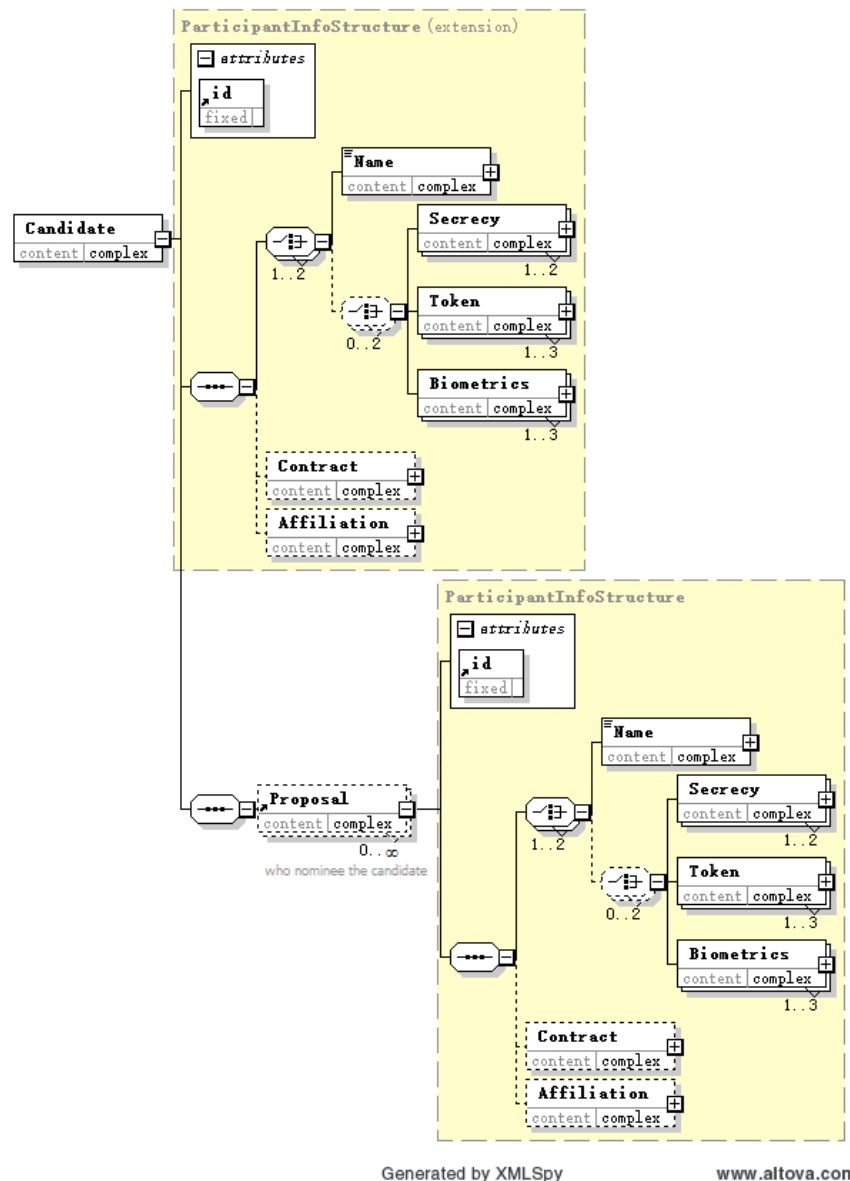 ParticipantInfoStructure (extension)
attributes
id
fixed
Name
content complex
Candidate
content complex
Secrecy
content complex
1..2
1..2
Token
content complex
0..2
1..3
Biometrics
content complex
1..3
Contract
content complex
Affiliation
content complex
ParticipantInfoStructure
attributes
id
fixed
Name
content complex
Proposal
content complex
0..∞
who nominee the candidate
Secrecy
content complex
1..2
1..2
Token
content complex
0..2
1..3
Biometrics
content complex
1..3
Contract
content complex
Affiliation
content complex
Generated by XMLSpy www.altova.com